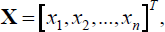 X = [x₁, x₂, ..., xₙ]ᵀ,